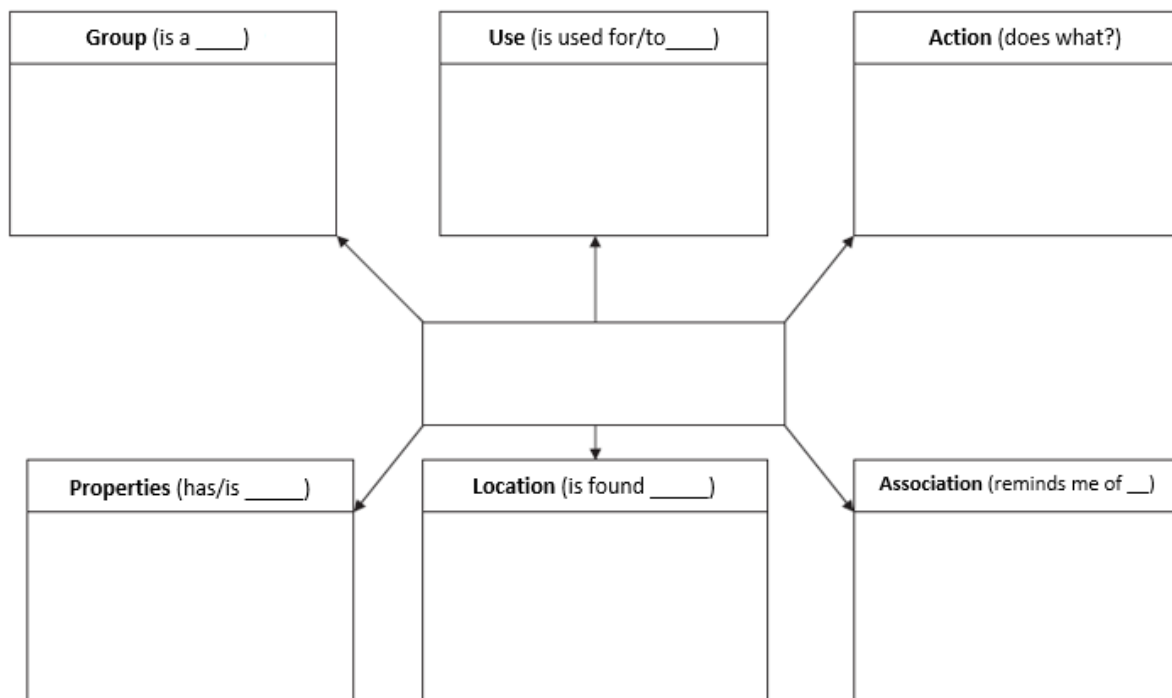 Group (is a ____)
Use (is used for/to____)
Action (does what?)
Properties (has/is _____)
Location (is found _____)
Association (reminds me of __)